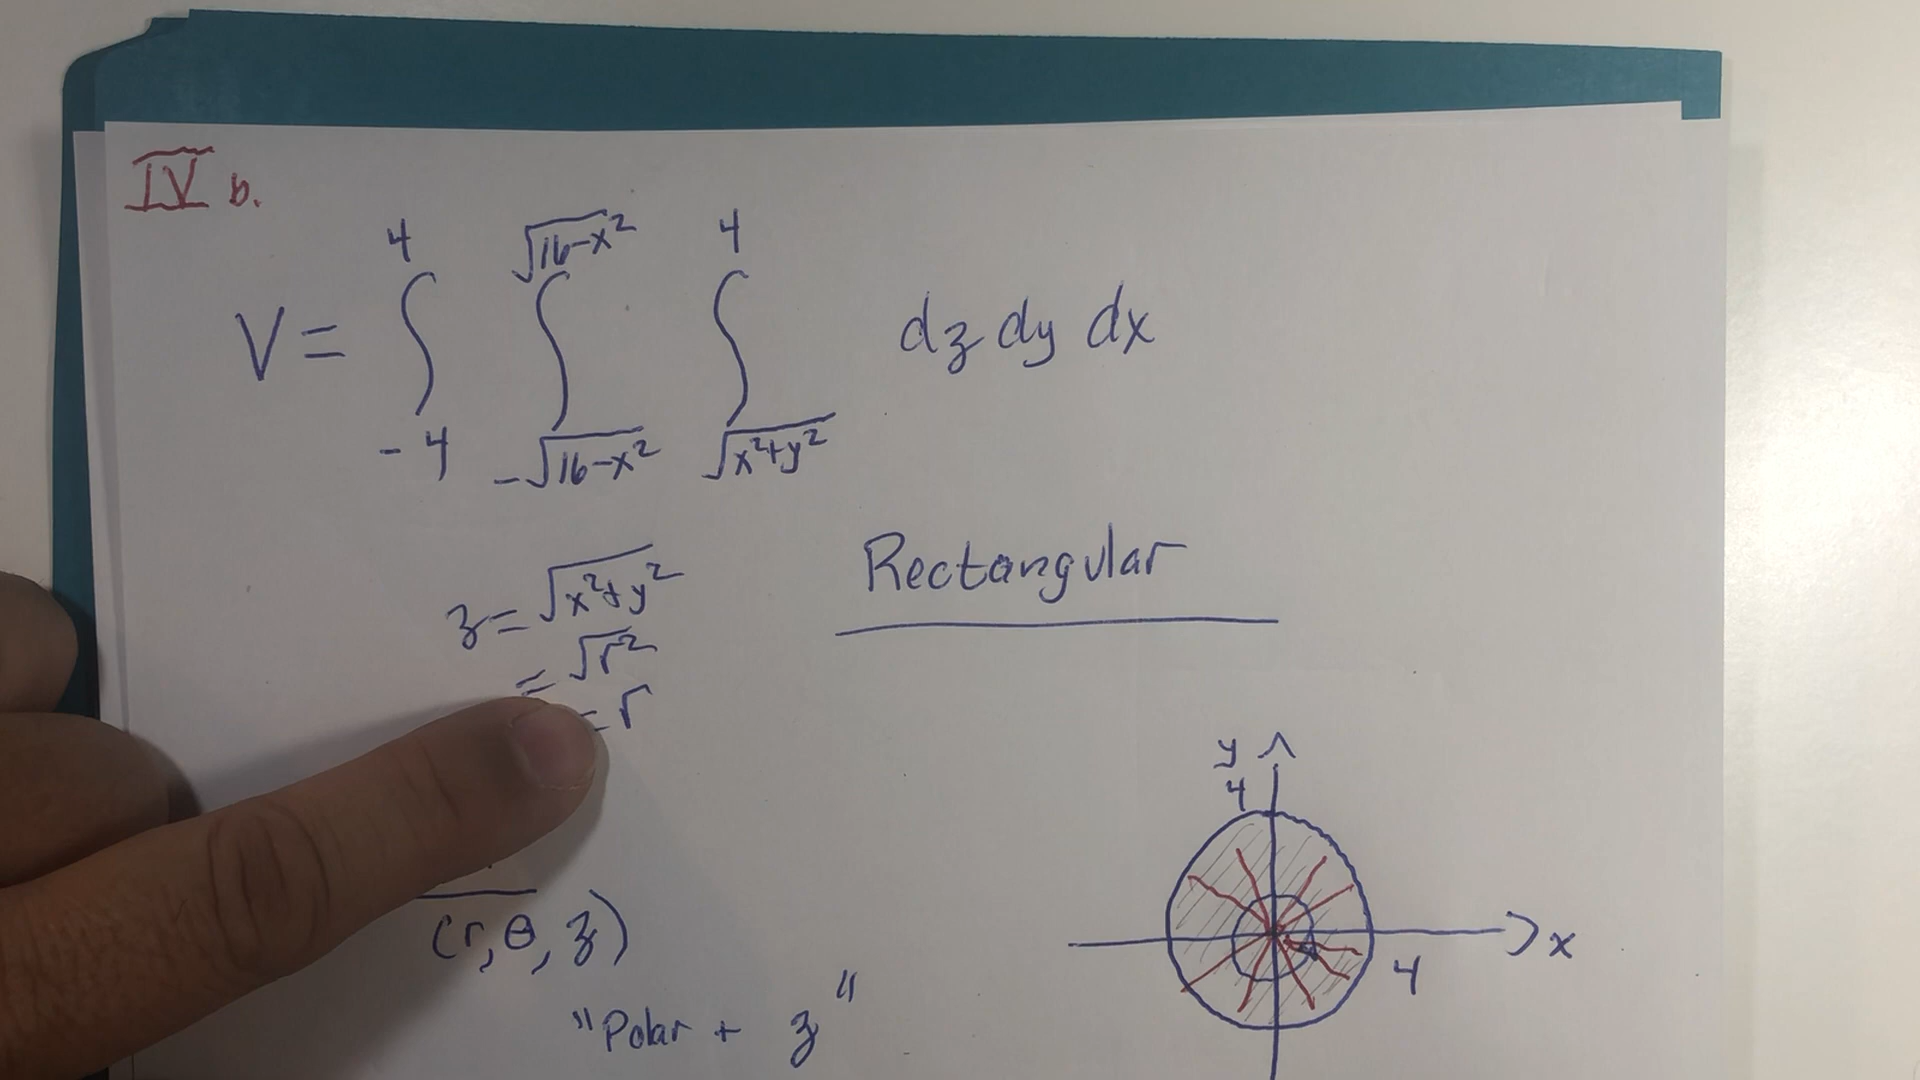 IV b.
V = ∫_{-4}^{4} ∫_{-√(16-x²)}^{√(16-x²)} ∫_{√(x²+y²)}^{4} dz dy dx
z = √(x²+y²)
= √(r²)
= r
Rectangular
(r, θ, z)
"Polar + z"
y
4
x
4